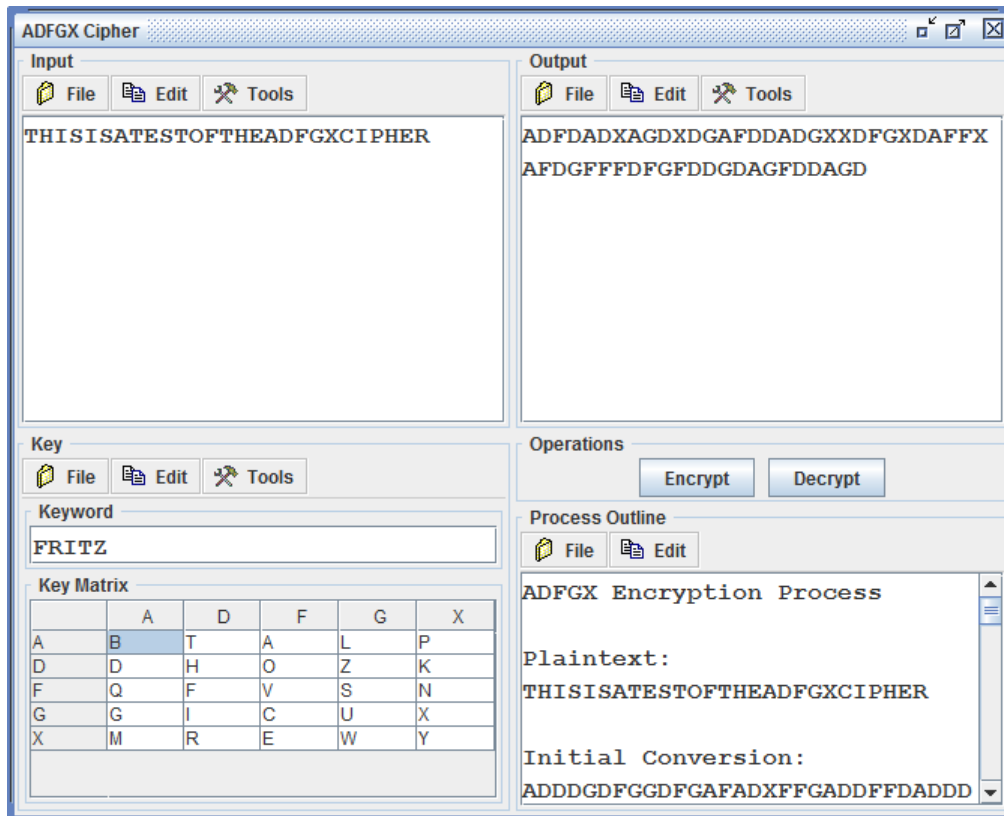 ADFGX Cipher
Input
File Edit Tools
THISISATESTOFTHEADFGXCIPHER
Output
File Edit Tools
ADFDADXAGDXDGAFDDADGXXDFGXDAFFX
AFDGFFFDFGFDDGDAGFDDAGD
Key
File Edit Tools
Keyword
FRITZ
Key Matrix
A D F G X
A B T A L P
D D H O Z K
F Q F V S N
G G I C U X
X M R E W Y
Operations
Encrypt Decrypt
Process Outline
File Edit
ADFGX Encryption Process
Plaintext:
THISISATESTOFTHEADFGXCIPHER
Initial Conversion:
ADDDGDFGGDFGAFADXFFGADDFFDADDD